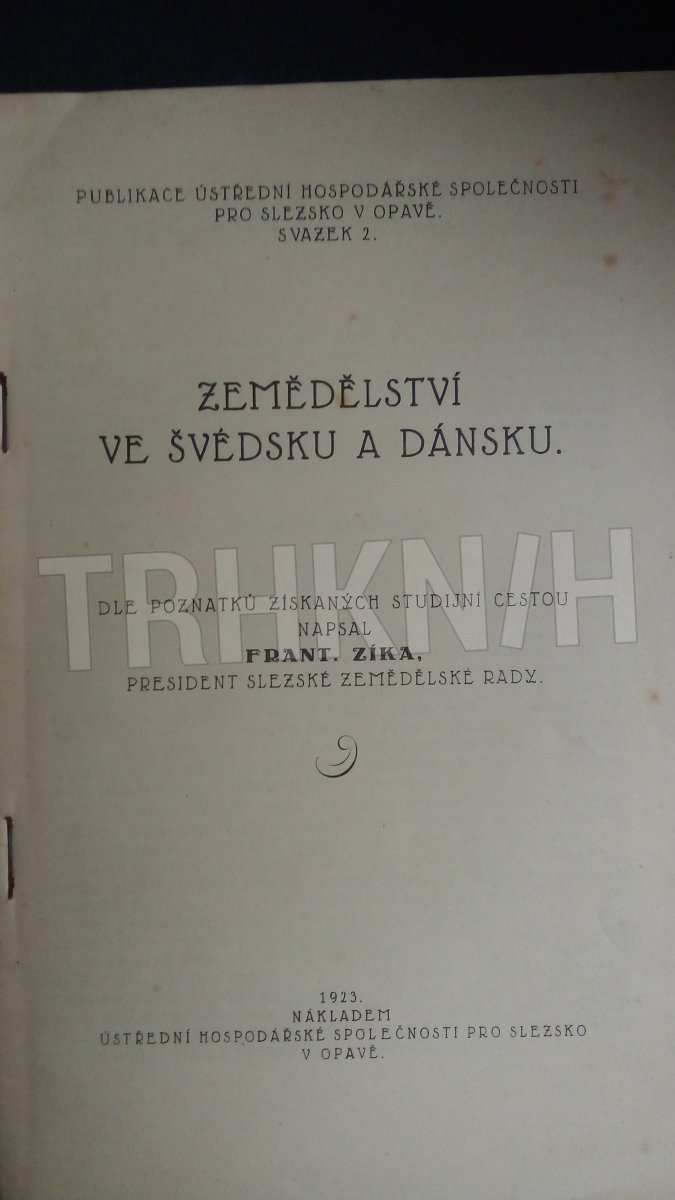 PUBLIKACE ÚSTŘEDNÍ HOSPODÁŘSKÉ SPOLEČNOSTI
PRO SLEZSKO V OPAVĚ.
SVAZEK 2.
ZEMĚDĚLSTVÍ
VE ŠVÉDSKU A DÁNSKU.
TRHKN/H
DLE POZNATKŮ ZÍSKANÝCH STUDIJNÍ CESTOU
NAPSAL
FRANT. ZÍKA,
PRESIDENT SLEZSKÉ ZEMĚDĚLSKÉ RADY.
1923.
NÁKLADEM
ÚSTŘEDNÍ HOSPODÁŘSKÉ SPOLEČNOSTI PRO SLEZSKO
V OPAVĚ.